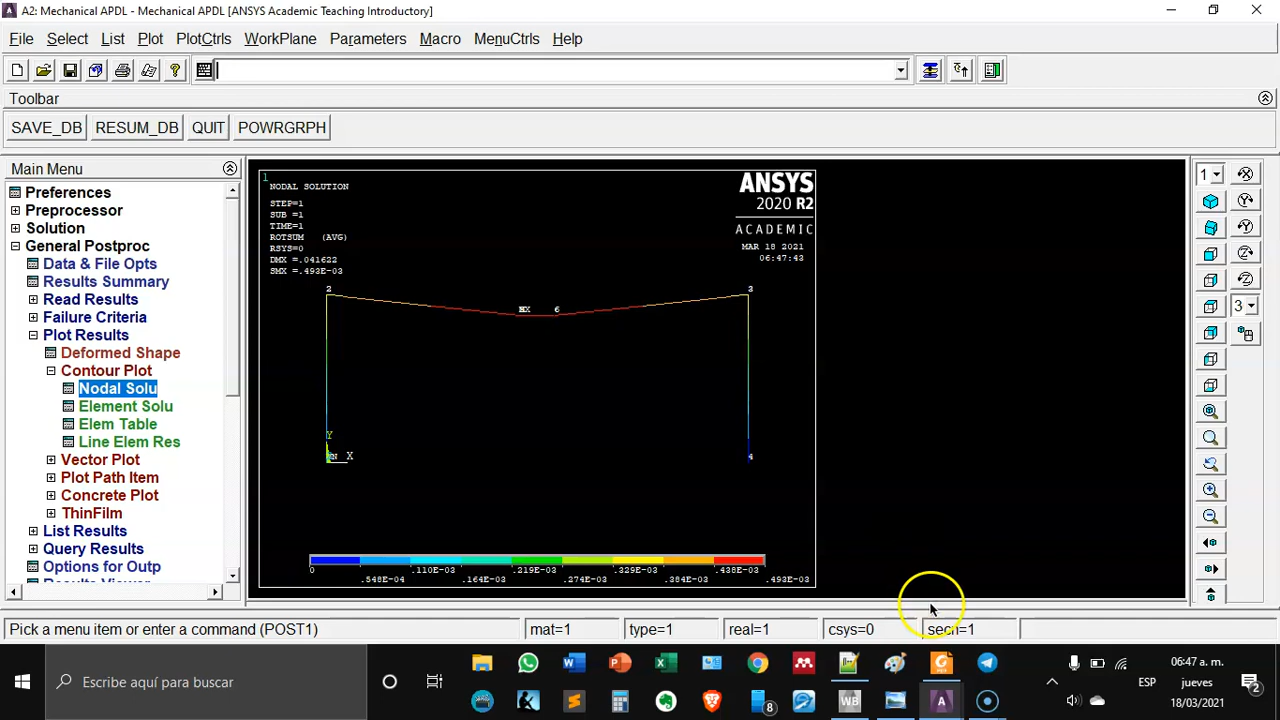 A2: Mechanical APDL - Mechanical APDL [ANSYS Academic Teaching Introductory]
File Select List Plot PlotCtrls WorkPlane Parameters Macro MenuCtrls Help
Toolbar
SAVE_DB RESUM_DB QUIT POWRGRPH
Main Menu
Preferences
Preprocessor
Solution
General Postproc
Data & File Opts
Results Summary
Read Results
Failure Criteria
Plot Results
Deformed Shape
Contour Plot
Nodal Solu
Element Solu
Elem Table
Line Elem Res
Vector Plot
Plot Path Item
Concrete Plot
ThinFilm
List Results
Query Results
Options for Outp
1
NODAL SOLUTION
STEP=1
SUB =1
TIME=1
ROTSUM (AVG)
RSYS=0
DMX =.041622
SMX =.493E-03
ANSYS
2020 R2
ACADEMIC
MAR 18 2021
06:47:43
2 3
6
Y
X 4
0 .110E-03 .219E-03 .329E-03 .438E-03
.548E-04 .164E-03 .274E-03 .384E-03 .493E-03
1
3
Pick a menu item or enter a command (POST1) mat=1 type=1 real=1 csys=0 secn=1
Escribe aquí para buscar
ESP
06:47 a. m.
jueves
18/03/2021
2
8
WB